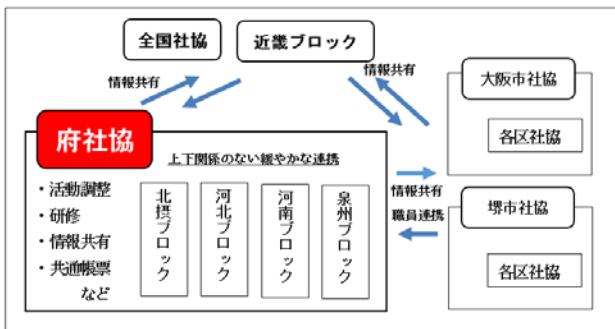 全国社協
近畿ブロック
情報共有
情報共有
大阪市社協
各区社協
府社協
上下関係のない緩やかな連携
・活動調整
・研修
・情報共有
・共通帳票
など
北摂ブロック
河北ブロック
河南ブロック
泉州ブロック
情報共有
職員連携
堺市社協
各区社協